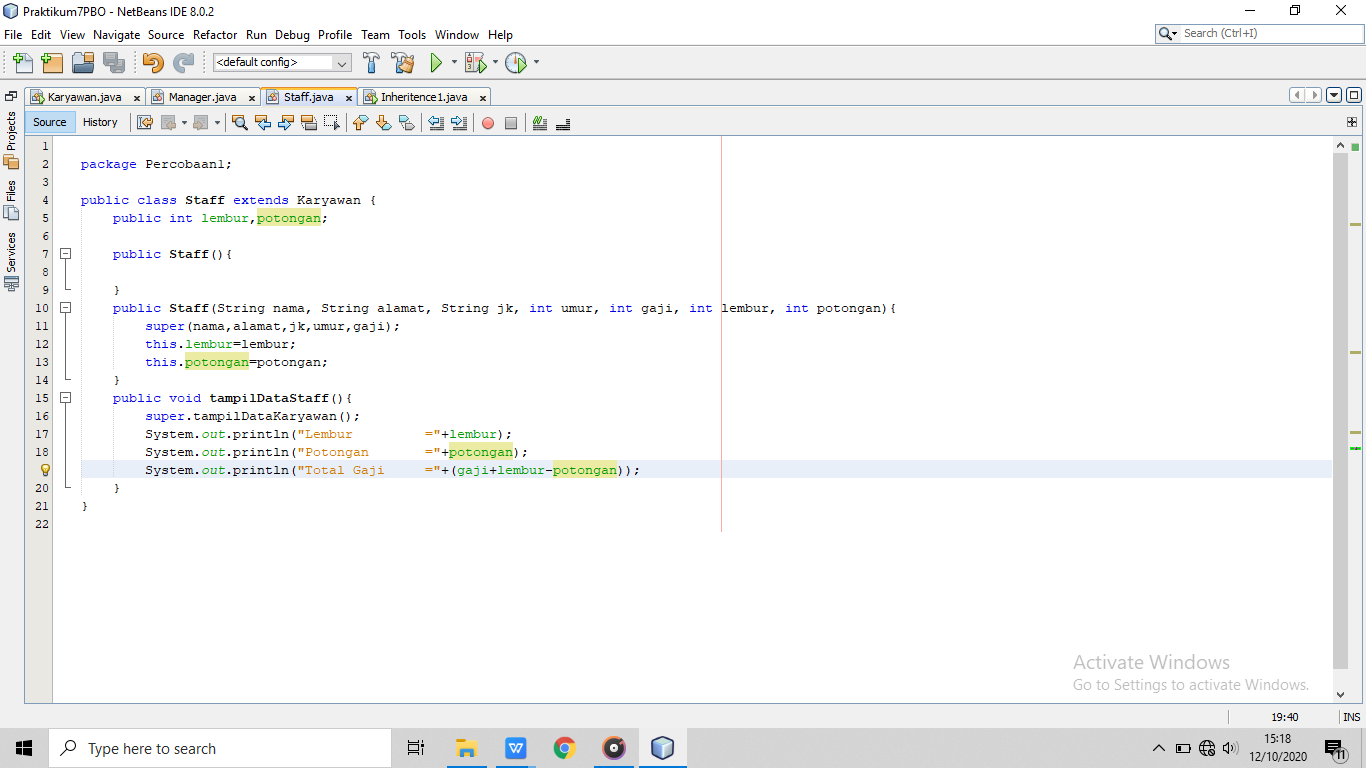 Praktikum7PBO - NetBeans IDE 8.0.2
File Edit View Navigate Source Refactor Run Debug Profile Team Tools Window Help
Search (Ctrl+I)
<default config>
Karyawan.java Manager.java Staff.java Inheritence1.java
Source History
Projects
Files
Services
1
2 package Percobaan1;
3
4 public class Staff extends Karyawan {
5 public int lembur,potongan;
6
7 public Staff(){
8
9 }
10 public Staff(String nama, String alamat, String jk, int umur, int gaji, int lembur, int potongan){
11 super(nama,alamat,jk,umur,gaji);
12 this.lembur=lembur;
13 this.potongan=potongan;
14 }
15 public void tampilDataStaff(){
16 super.tampilDataKaryawan();
17 System.out.println("Lembur         ="+lembur);
18 System.out.println("Potongan       ="+potongan);
System.out.println("Total Gaji     ="+(gaji+lembur-potongan));
20 }
21 }
22
Activate Windows
Go to Settings to activate Windows.
19:40 INS
Type here to search
W
15:18
12/10/2020
11